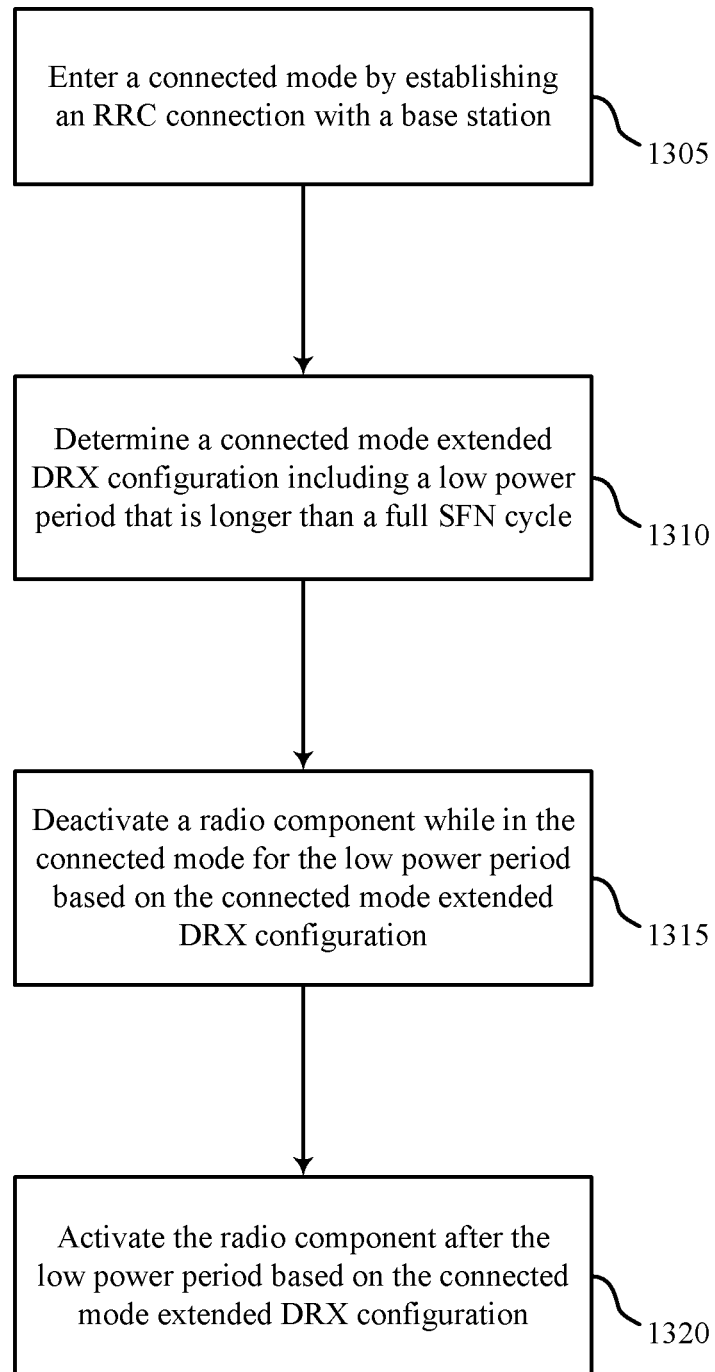 Enter a connected mode by establishing
an RRC connection with a base station
1305
Determine a connected mode extended
DRX configuration including a low power
period that is longer than a full SFN cycle
1310
Deactivate a radio component while in the
connected mode for the low power period
based on the connected mode extended
DRX configuration
1315
Activate the radio component after the
low power period based on the connected
mode extended DRX configuration
1320